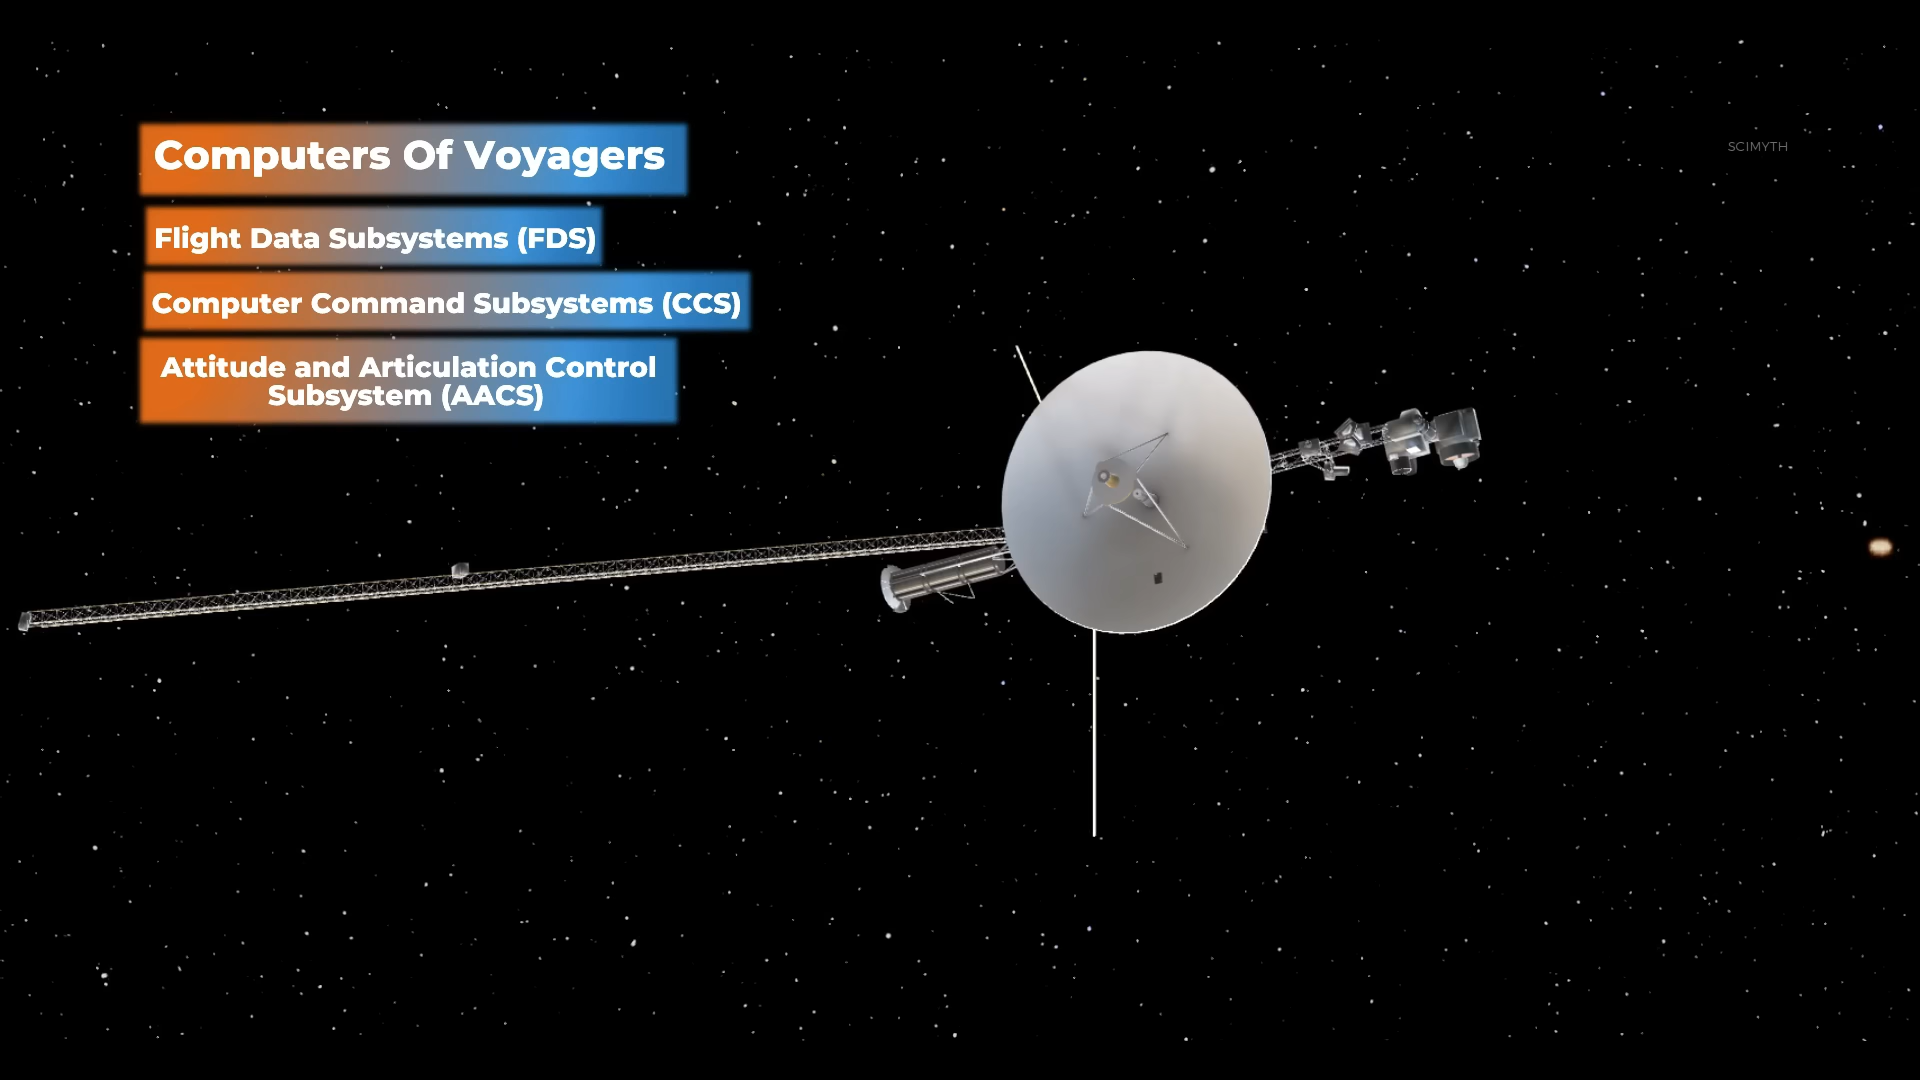 Computers Of Voyagers
SCIMYTH
Flight Data Subsystems (FDS)
Computer Command Subsystems (CCS)
Attitude and Articulation Control
Subsystem (AACS)